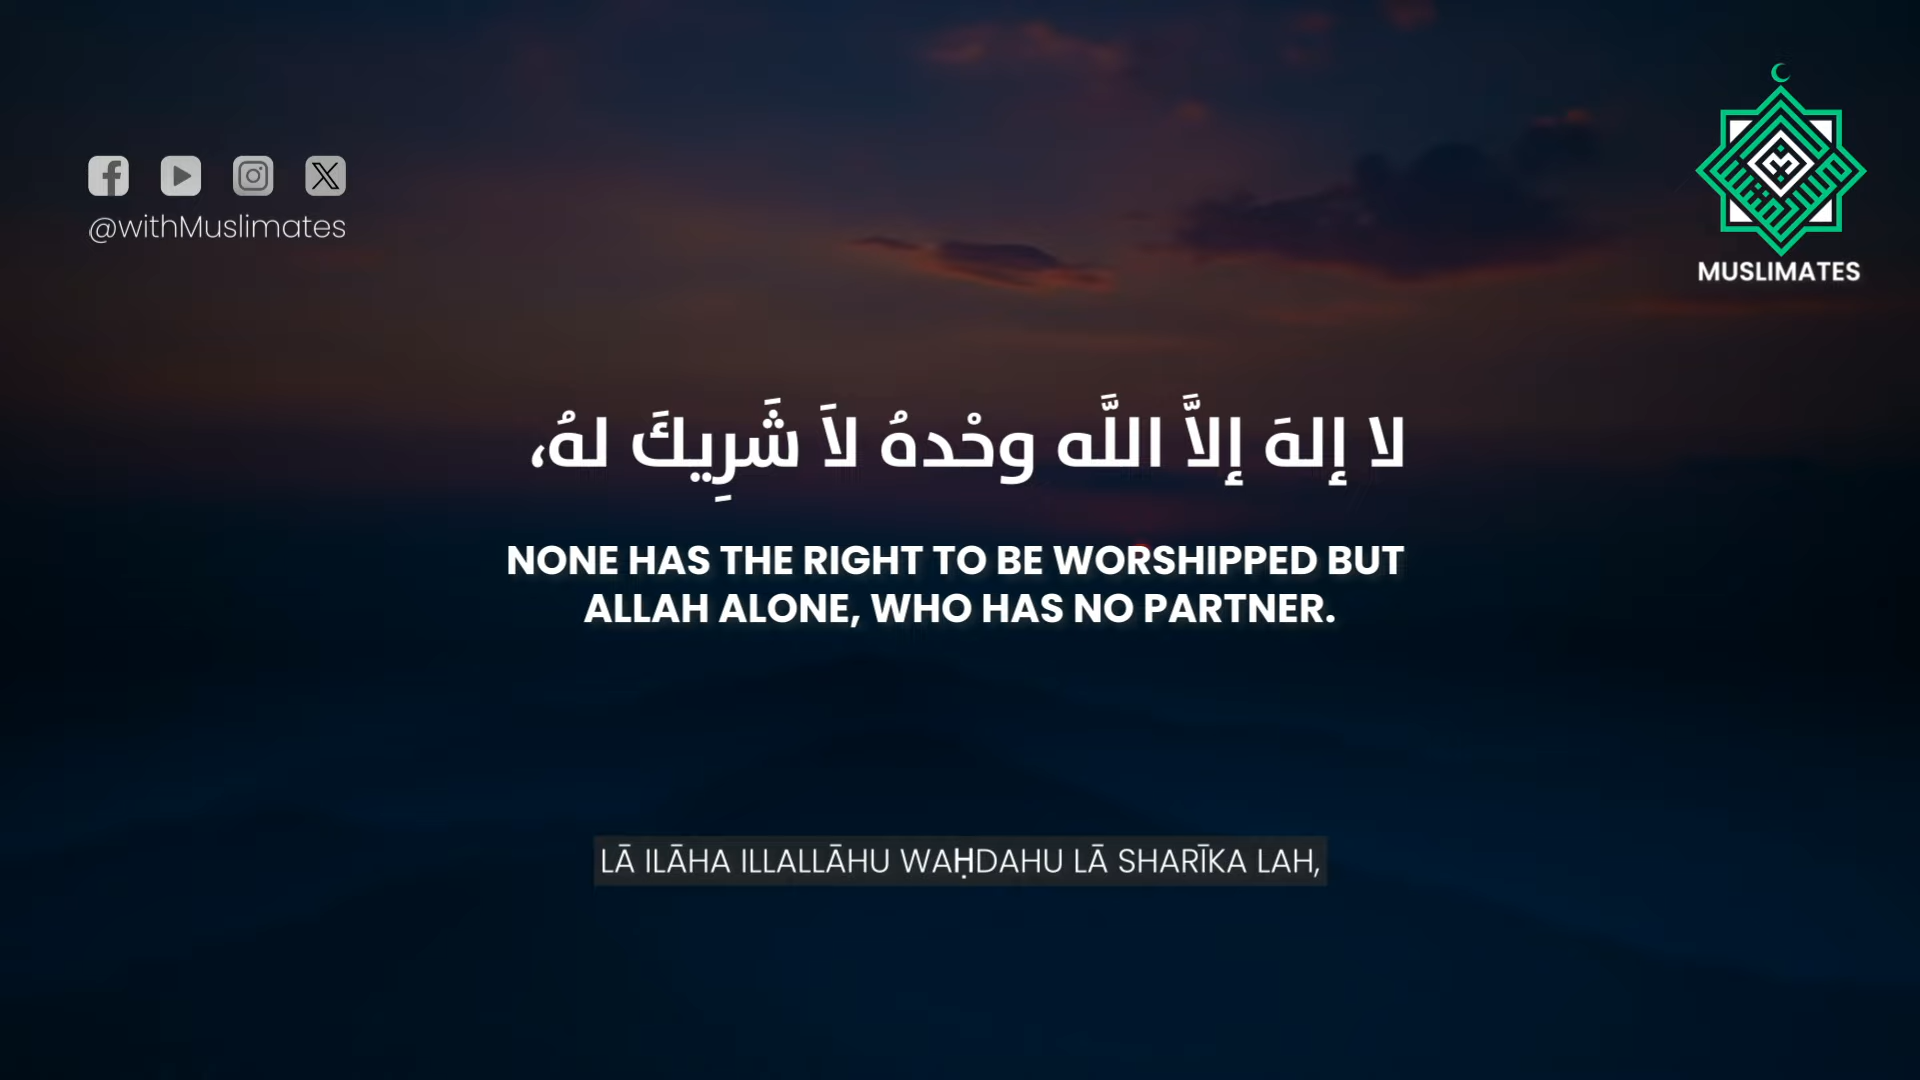 @withMuslimates
MUSLIMATES
لا إلهَ إلاَّ اللَّه وحْدهُ لاَ شَرِيكَ لهُ،
NONE HAS THE RIGHT TO BE WORSHIPPED BUT
ALLAH ALONE, WHO HAS NO PARTNER.
LĀ ILĀHA ILLALLĀHU WAḤDAHU LĀ SHARĪKA LAH,